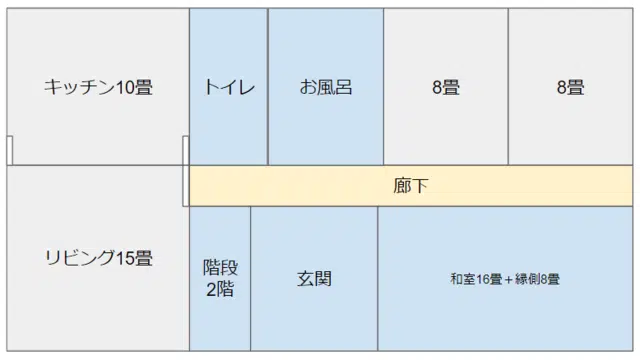 キッチン10畳
トイレ
お風呂
8畳
8畳
廊下
リビング15畳
階段
2階
玄関
和室16畳＋縁側8畳